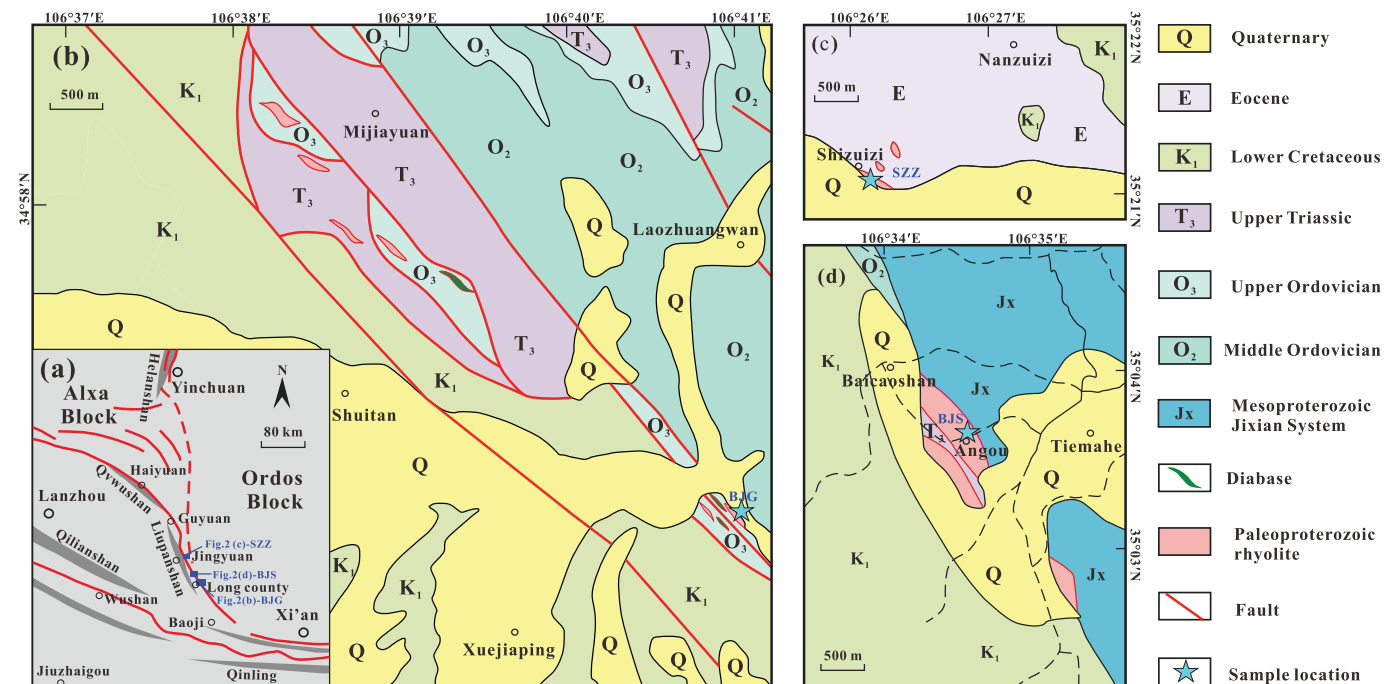 106°37′E
106°38′E
106°39′E
106°40′E
106°41′E
(b)
500 m
34°58′N
K1
K1
O3
O3
T3
T3
O3
O2
O3
Mijiayuan
T3
T3
O2
O2
Q
Laozhuangwan
O3
Q
T3
Q
O2
Q
K1
Shuitan
O3
Q
BJG
O3
K1
K1
K1
Q
Xuejiaping
Q
Q
Q
(a)
Helanshan
Yinchuan
N
Alxa
Block
80 km
Haiyuan
Qvwushan
Ordos
Block
Lanzhou
Guyuan
Liupanshan
Qilianshan
Fig.2 (c)-SZZ
Jingyuan
Fig.2(d)-BJS
Long county
Fig.2(b)-BJG
Wushan
Baoji
Xi'an
Jiuzhaigou
Qinling
106°26′E
106°27′E
35°22′N
35°21′N
(c)
Nanzuizi
K1
500 m
E
K1
E
Shizuizi
SZZ
Q
Q
106°34′E
106°35′E
35°04′N
35°03′N
(d)
O2
Jx
Q
K1
Baicaoshan
Jx
BJS
T3
Angou
Tiemahe
Q
K1
Q
Jx
K1
500 m
Q Quaternary
E Eocene
K1 Lower Cretaceous
T3 Upper Triassic
O3 Upper Ordovician
O2 Middle Ordovician
Jx Mesoproterozoic
Jixian System
Diabase
Paleoproterozoic
rhyolite
Fault
Sample location